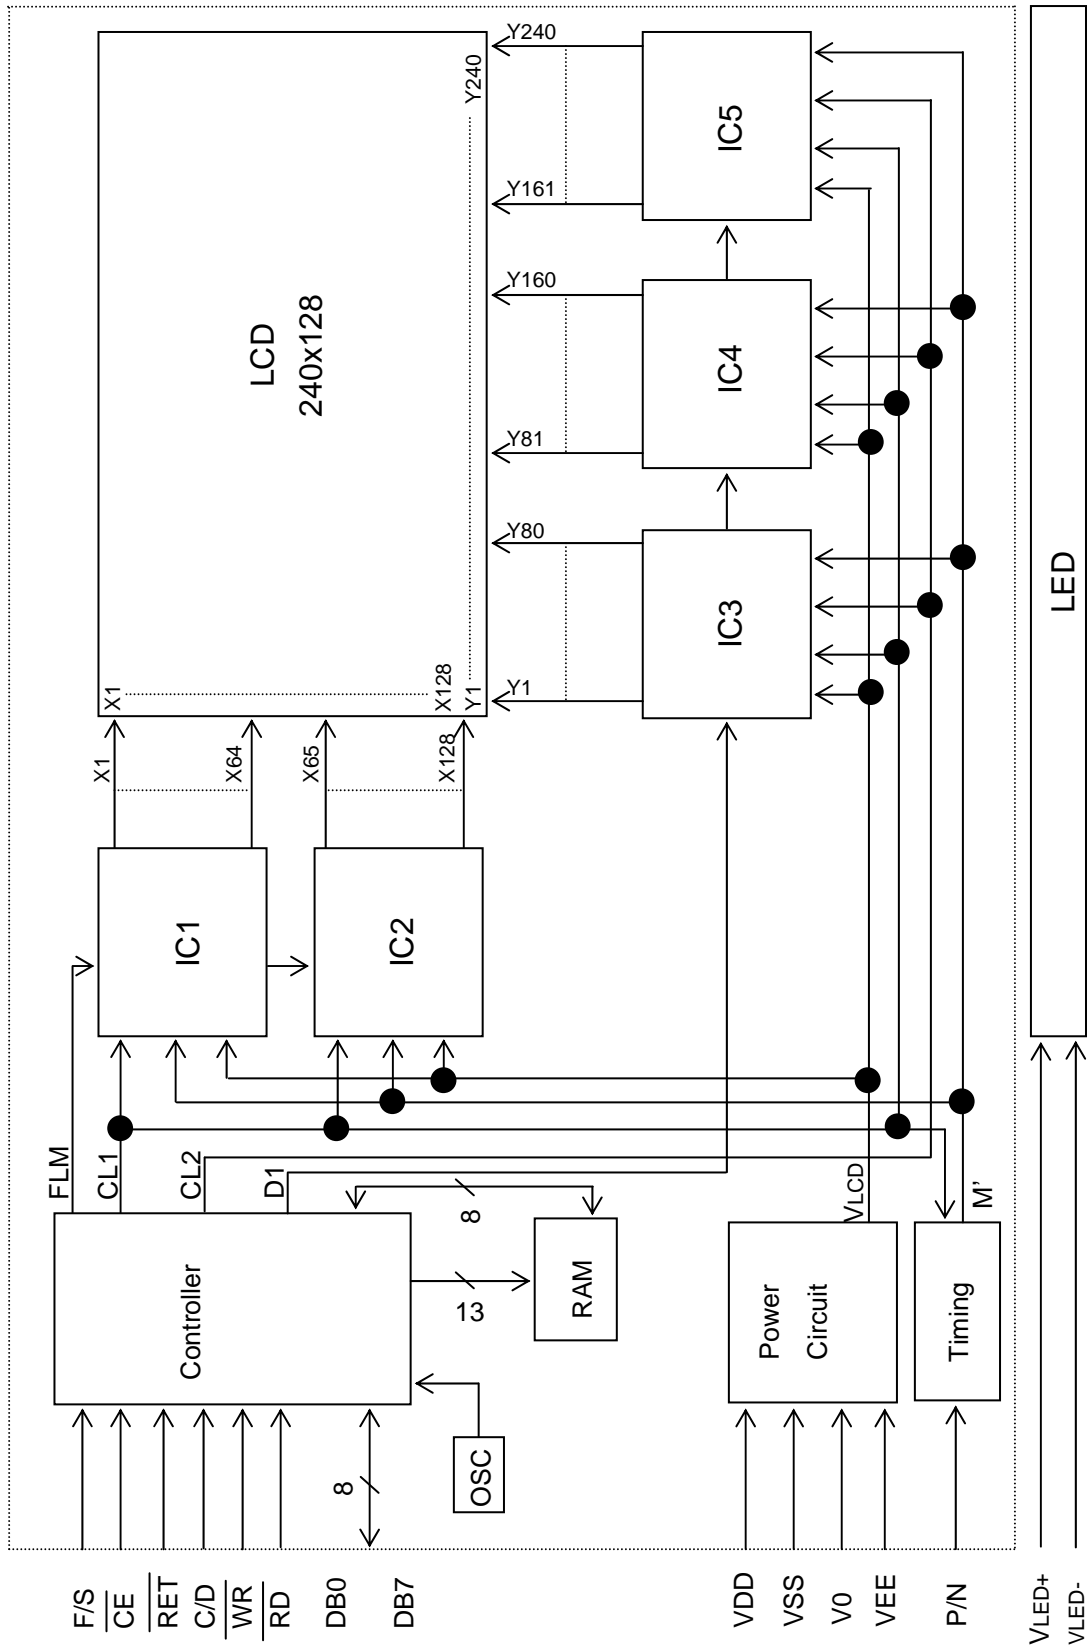 F/S
CE
RET
C/D
WR
RD
DB0
DB7
8
OSC
Controller
FLM
CL1
CL2
D1
8
13
RAM
IC1
IC2
X1
X64
X65
X128
X1
X128
Y1
Y240
LCD
240x128
Y1
Y80
Y81
Y160
Y161
Y240
IC3
IC4
IC5
VDD
VSS
V0
VEE
P/N
Power
Circuit
VLCD
Timing
M'
VLED+
VLED-
LED